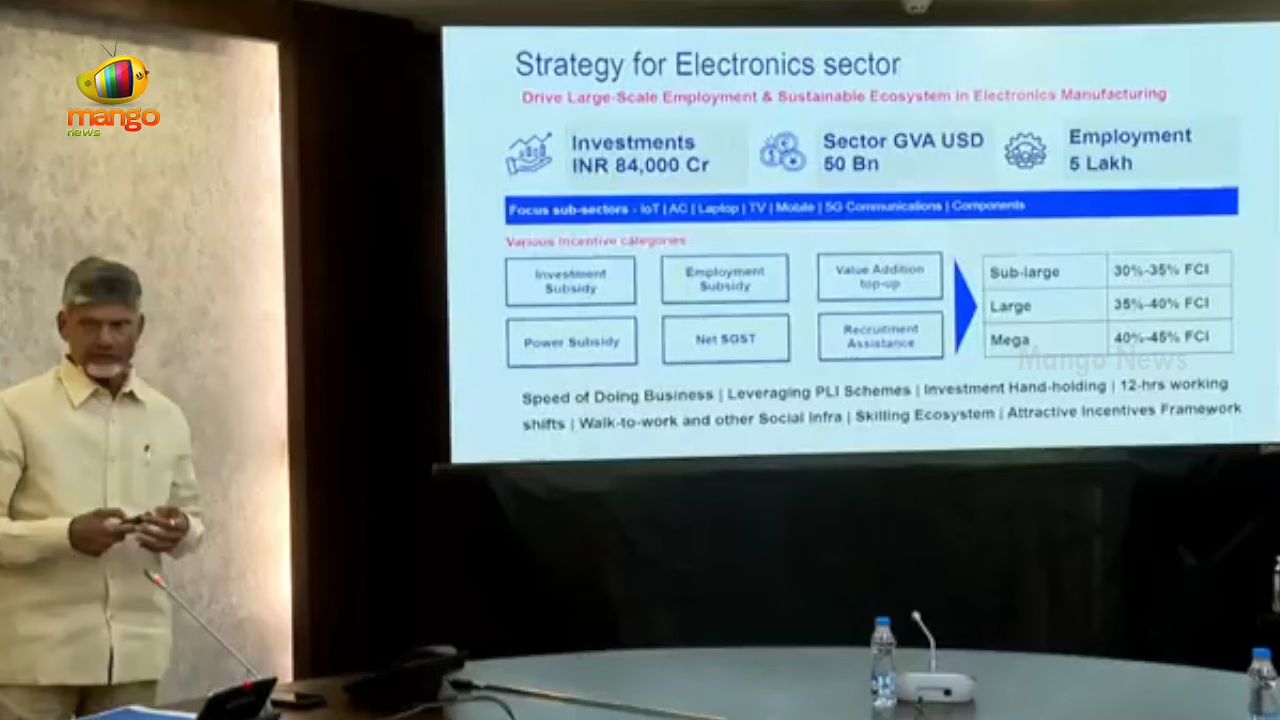 mango
news
Strategy for Electronics sector
Drive Large-Scale Employment & Sustainable Ecosystem in Electronics Manufacturing
Investments
INR 84,000 Cr
Sector GVA USD
50 Bn
Employment
5 Lakh
Focus sub-sectors - IoT | AC | Laptop | TV | Mobile | 5G Communications | Components
Various incentive categories
Investment
Subsidy
Employment
Subsidy
Value Addition
top-up
Power Subsidy
Net SGST
Recruitment
Assistance
Sub-large 30%-35% FCI
Large 35%-40% FCI
Mega 40%-45% FCI
Mango News
Speed of Doing Business | Leveraging PLI Schemes | Investment Hand-holding | 12-hrs working
shifts | Walk-to-work and other Social Infra | Skilling Ecosystem | Attractive Incentives Framework